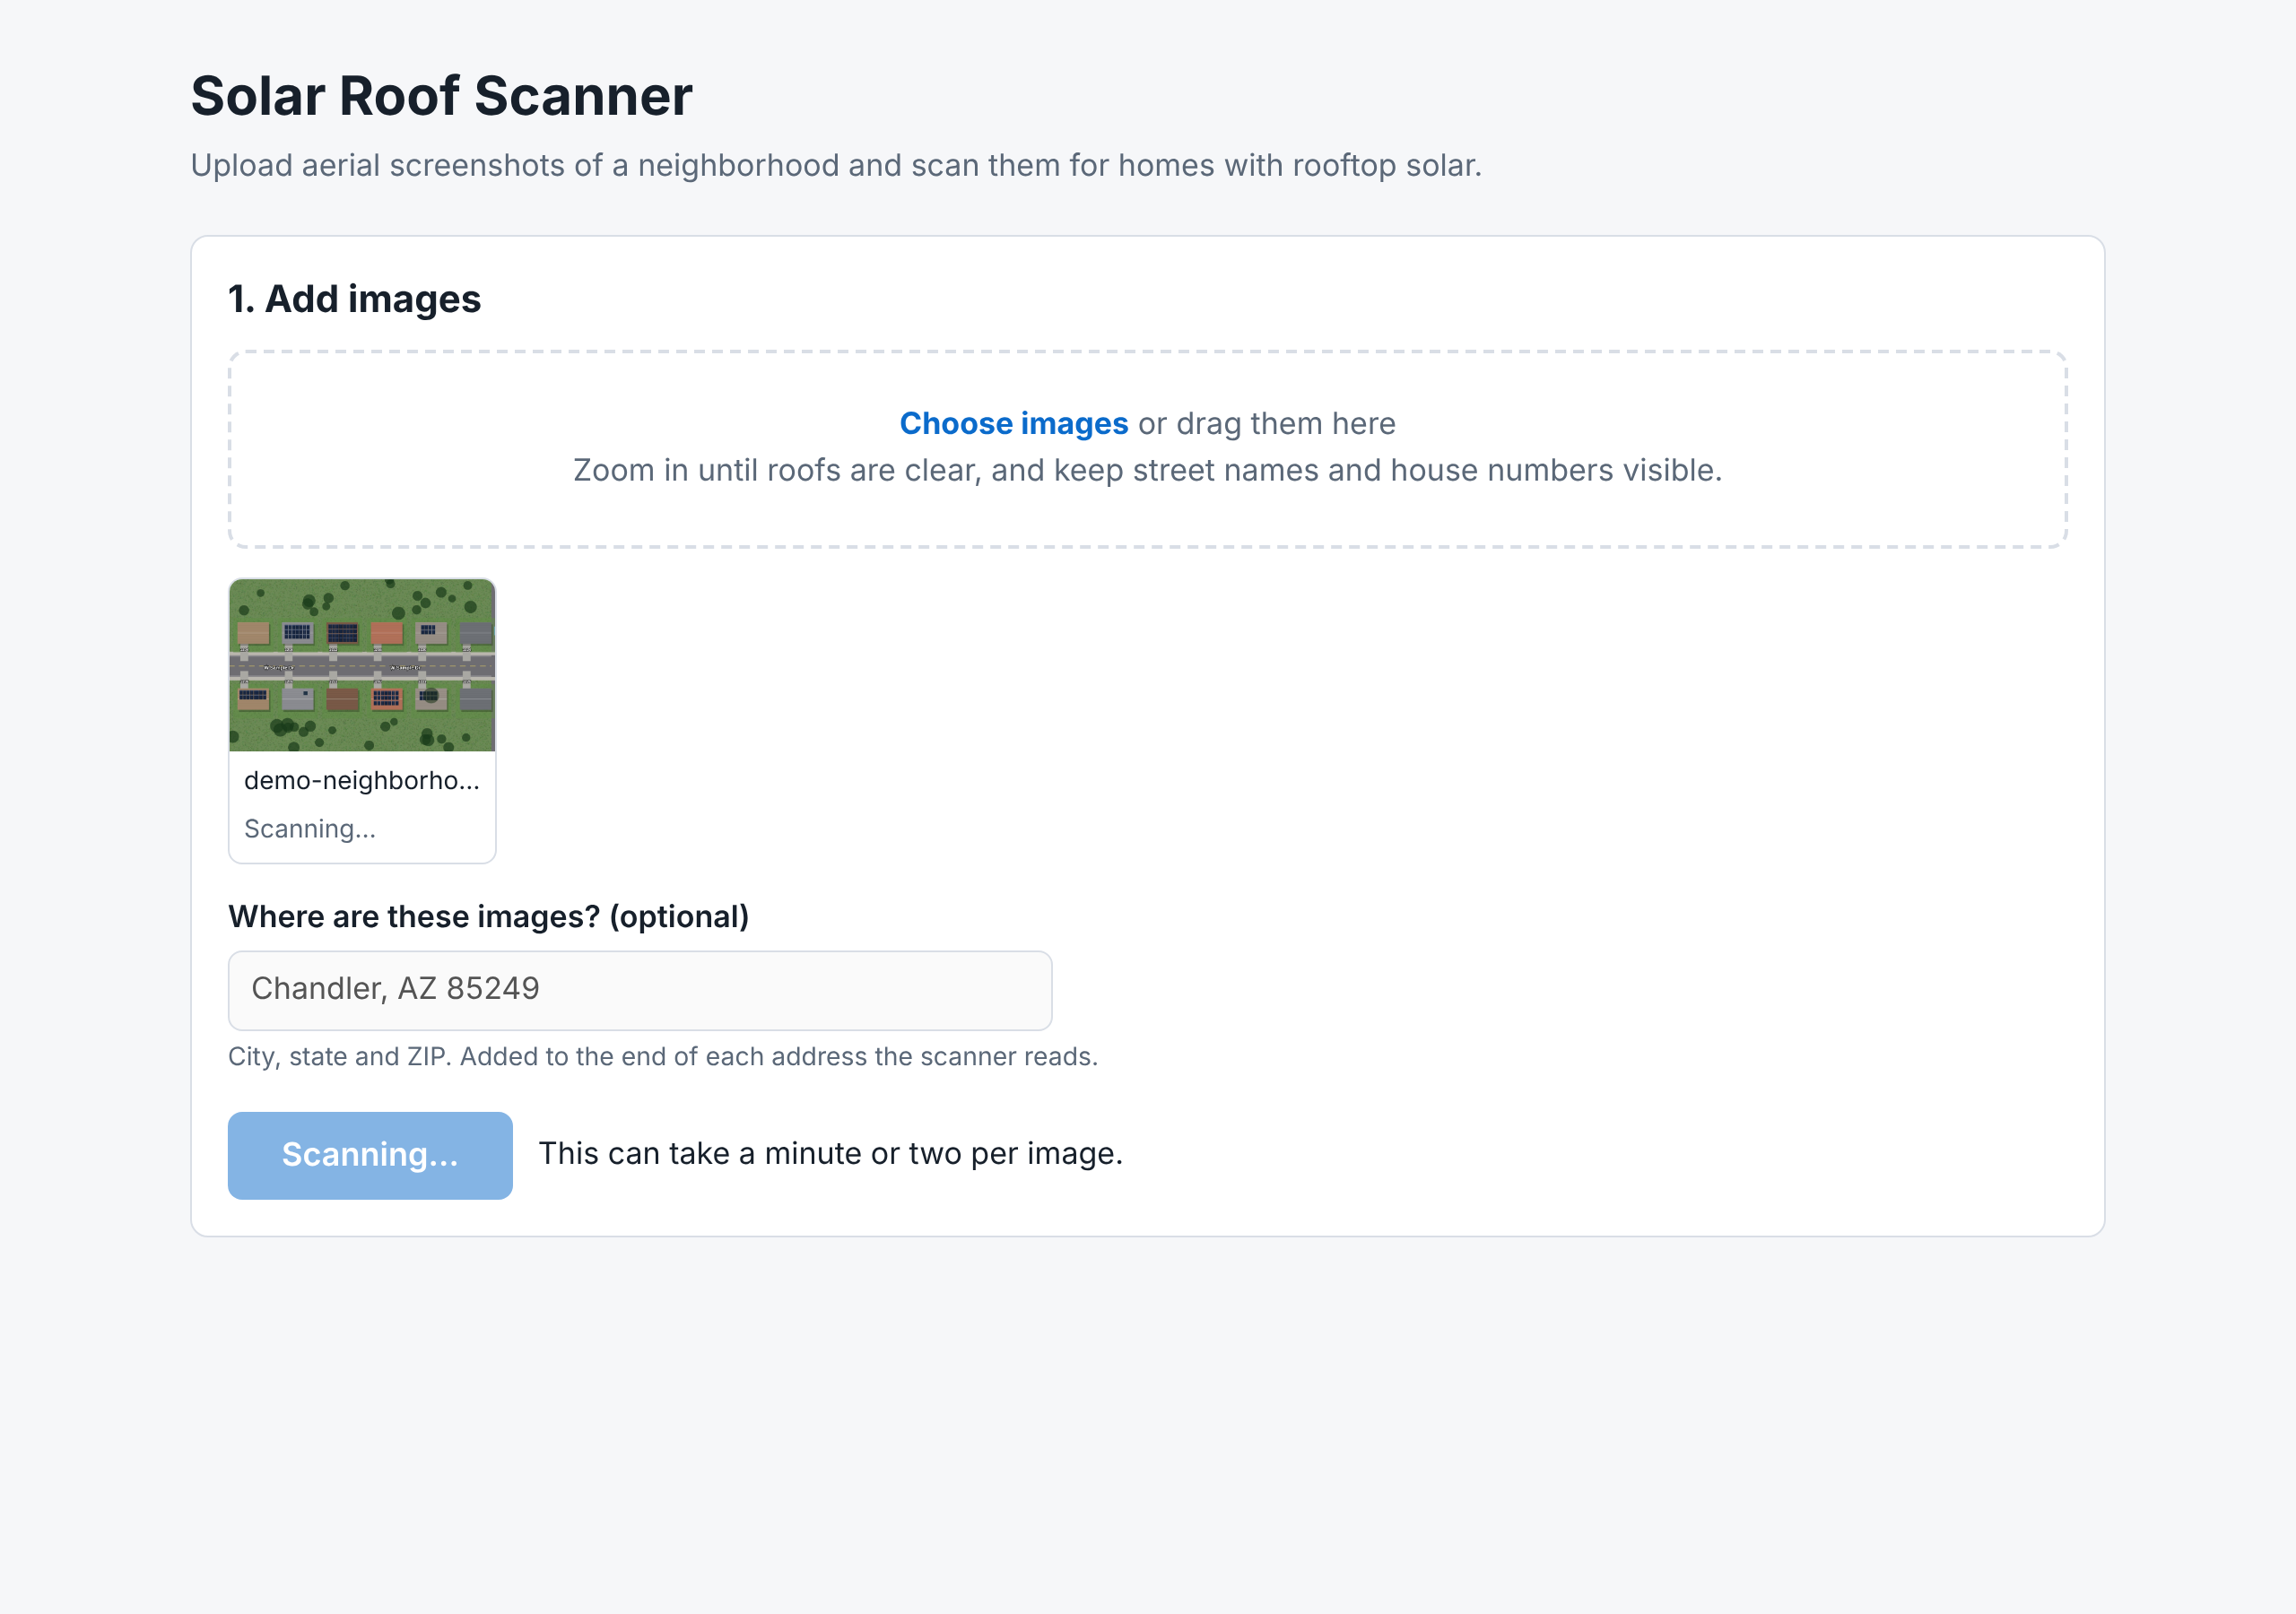 Solar Roof Scanner
Upload aerial screenshots of a neighborhood and scan them for homes with rooftop solar.
1. Add images
Choose images or drag them here
Zoom in until roofs are clear, and keep street names and house numbers visible.
demo-neighborho...
Scanning...
Where are these images? (optional)
Chandler, AZ 85249
City, state and ZIP. Added to the end of each address the scanner reads.
Scanning...
This can take a minute or two per image.